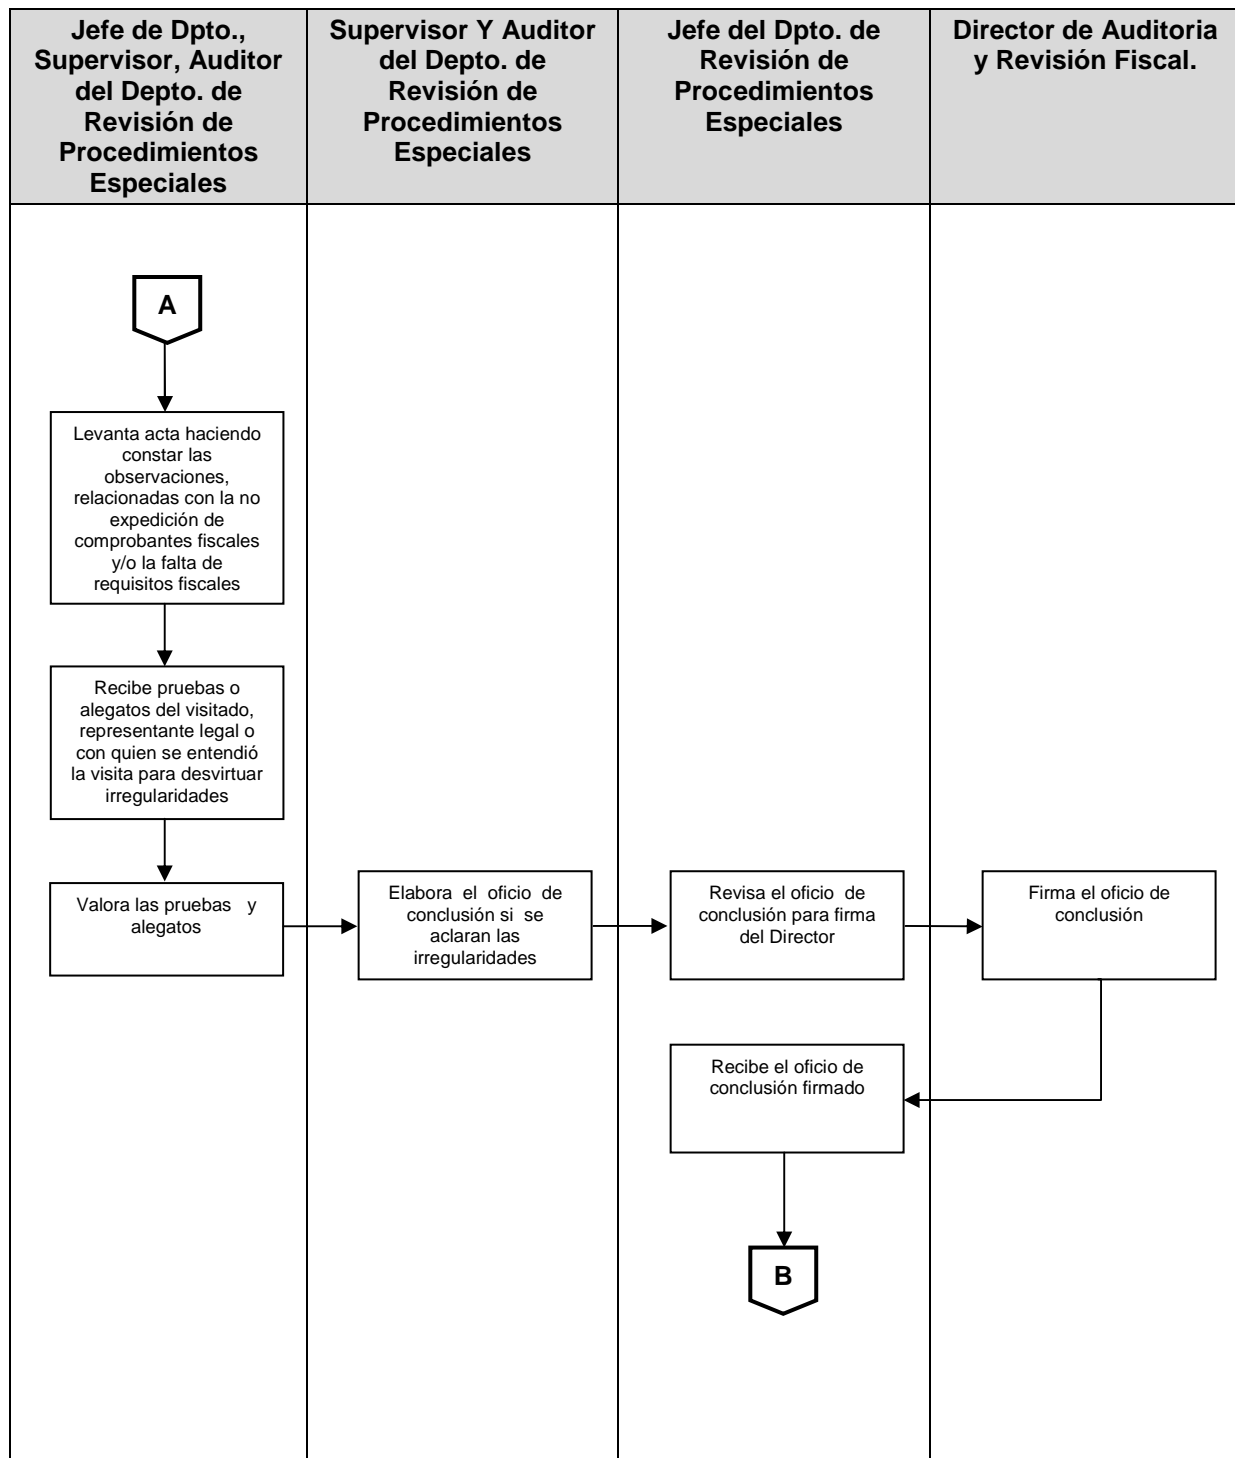 Jefe de Dpto.,
Supervisor, Auditor
del Depto. de
Revisión de
Procedimientos
Especiales
Supervisor Y Auditor
del Depto. de
Revisión de
Procedimientos
Especiales
Jefe del Dpto. de
Revisión de
Procedimientos
Especiales
Director de Auditoria
y Revisión Fiscal.
A
Levanta acta haciendo
constar las
observaciones,
relacionadas con la no
expedición de
comprobantes fiscales
y/o la falta de
requisitos fiscales
Recibe pruebas o
alegatos del visitado,
representante legal o
con quien se entendió
la visita para desvirtuar
irregularidades
Valora las pruebas y
alegatos
Elabora el oficio de
conclusión si se
aclaran las
irregularidades
Revisa el oficio de
conclusión para firma
del Director
Firma el oficio de
conclusión
Recibe el oficio de
conclusión firmado
B